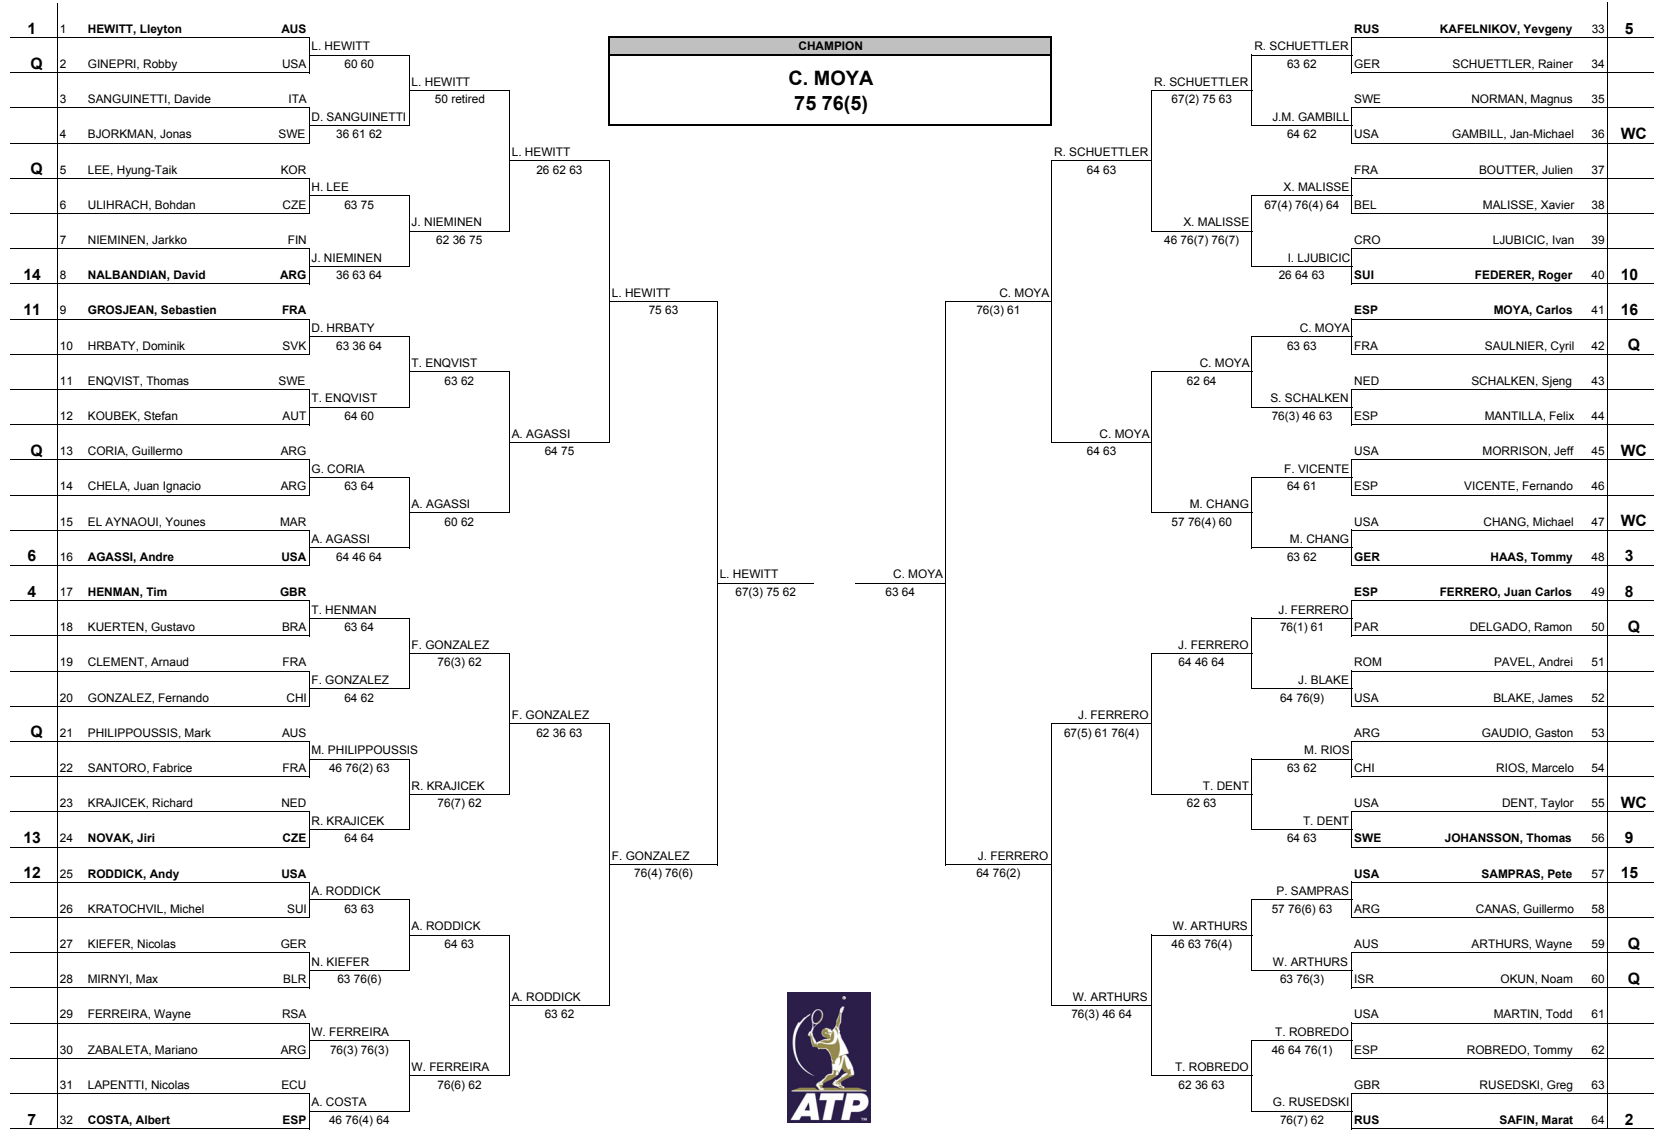 CHAMPION
C. MOYA
75 76(5)
1 1 HEWITT, Lleyton AUS
Q 2 GINEPRI, Robby USA
3 SANGUINETTI, Davide ITA
4 BJORKMAN, Jonas SWE
Q 5 LEE, Hyung-Taik KOR
6 ULIHRACH, Bohdan CZE
7 NIEMINEN, Jarkko FIN
14 8 NALBANDIAN, David ARG
11 9 GROSJEAN, Sebastien FRA
10 HRBATY, Dominik SVK
11 ENQVIST, Thomas SWE
12 KOUBEK, Stefan AUT
Q 13 CORIA, Guillermo ARG
14 CHELA, Juan Ignacio ARG
15 EL AYNAOUI, Younes MAR
6 16 AGASSI, Andre USA
4 17 HENMAN, Tim GBR
18 KUERTEN, Gustavo BRA
19 CLEMENT, Arnaud FRA
20 GONZALEZ, Fernando CHI
Q 21 PHILIPPOUSSIS, Mark AUS
22 SANTORO, Fabrice FRA
23 KRAJICEK, Richard NED
13 24 NOVAK, Jiri CZE
12 25 RODDICK, Andy USA
26 KRATOCHVIL, Michel SUI
27 KIEFER, Nicolas GER
28 MIRNYI, Max BLR
29 FERREIRA, Wayne RSA
30 ZABALETA, Mariano ARG
31 LAPENTTI, Nicolas ECU
7 32 COSTA, Albert ESP
L. HEWITT
60 60
D. SANGUINETTI
36 61 62
H. LEE
63 75
J. NIEMINEN
36 63 64
D. HRBATY
63 36 64
T. ENQVIST
64 60
G. CORIA
63 64
A. AGASSI
64 46 64
T. HENMAN
63 64
F. GONZALEZ
64 62
M. PHILIPPOUSSIS
46 76(2) 63
R. KRAJICEK
64 64
A. RODDICK
63 63
N. KIEFER
63 76(6)
W. FERREIRA
76(3) 76(3)
A. COSTA
46 76(4) 64
L. HEWITT
50 retired
J. NIEMINEN
62 36 75
T. ENQVIST
63 62
A. AGASSI
60 62
F. GONZALEZ
76(3) 62
R. KRAJICEK
76(7) 62
A. RODDICK
64 63
W. FERREIRA
76(6) 62
L. HEWITT
26 62 63
A. AGASSI
64 75
F. GONZALEZ
62 36 63
A. RODDICK
63 62
L. HEWITT
75 63
F. GONZALEZ
76(4) 76(6)
L. HEWITT
67(3) 75 62
C. MOYA
63 64
C. MOYA
76(3) 61
J. FERRERO
64 76(2)
R. SCHUETTLER
64 63
C. MOYA
64 63
J. FERRERO
67(5) 61 76(4)
W. ARTHURS
76(3) 46 64
R. SCHUETTLER
67(2) 75 63
X. MALISSE
46 76(7) 76(7)
C. MOYA
62 64
M. CHANG
57 76(4) 60
J. FERRERO
64 46 64
T. DENT
62 63
W. ARTHURS
46 63 76(4)
T. ROBREDO
62 36 63
R. SCHUETTLER
63 62
J.M. GAMBILL
64 62
X. MALISSE
67(4) 76(4) 64
I. LJUBICIC
26 64 63
C. MOYA
63 63
S. SCHALKEN
76(3) 46 63
F. VICENTE
64 61
M. CHANG
63 62
J. FERRERO
76(1) 61
J. BLAKE
64 76(9)
M. RIOS
63 62
T. DENT
64 63
P. SAMPRAS
57 76(6) 63
W. ARTHURS
63 76(3)
T. ROBREDO
46 64 76(1)
G. RUSEDSKI
76(7) 62
RUS KAFELNIKOV, Yevgeny 33 5
GER SCHUETTLER, Rainer 34
SWE NORMAN, Magnus 35
USA GAMBILL, Jan-Michael 36 WC
FRA BOUTTER, Julien 37
BEL MALISSE, Xavier 38
CRO LJUBICIC, Ivan 39
SUI FEDERER, Roger 40 10
ESP MOYA, Carlos 41 16
FRA SAULNIER, Cyril 42 Q
NED SCHALKEN, Sjeng 43
ESP MANTILLA, Felix 44
USA MORRISON, Jeff 45 WC
ESP VICENTE, Fernando 46
USA CHANG, Michael 47 WC
GER HAAS, Tommy 48 3
ESP FERRERO, Juan Carlos 49 8
PAR DELGADO, Ramon 50 Q
ROM PAVEL, Andrei 51
USA BLAKE, James 52
ARG GAUDIO, Gaston 53
CHI RIOS, Marcelo 54
USA DENT, Taylor 55 WC
SWE JOHANSSON, Thomas 56 9
USA SAMPRAS, Pete 57 15
ARG CANAS, Guillermo 58
AUS ARTHURS, Wayne 59 Q
ISR OKUN, Noam 60 Q
USA MARTIN, Todd 61
ESP ROBREDO, Tommy 62
GBR RUSEDSKI, Greg 63
RUS SAFIN, Marat 64 2
ATP